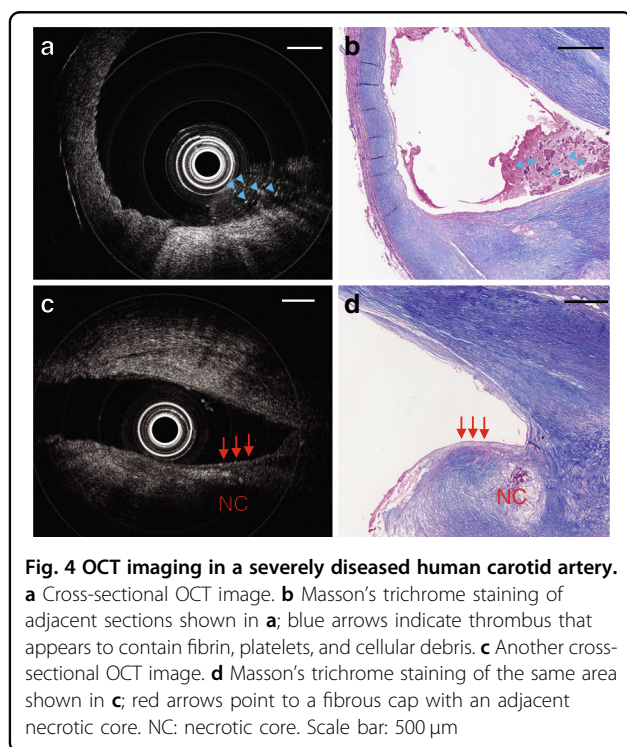 a
b
c
d
NC
NC
Fig. 4 OCT imaging in a severely diseased human carotid artery.
a Cross-sectional OCT image. b Masson's trichrome staining of
adjacent sections shown in a; blue arrows indicate thrombus that
appears to contain fibrin, platelets, and cellular debris. c Another cross-
sectional OCT image. d Masson's trichrome staining of the same area
shown in c; red arrows point to a fibrous cap with an adjacent
necrotic core. NC: necrotic core. Scale bar: 500 μm